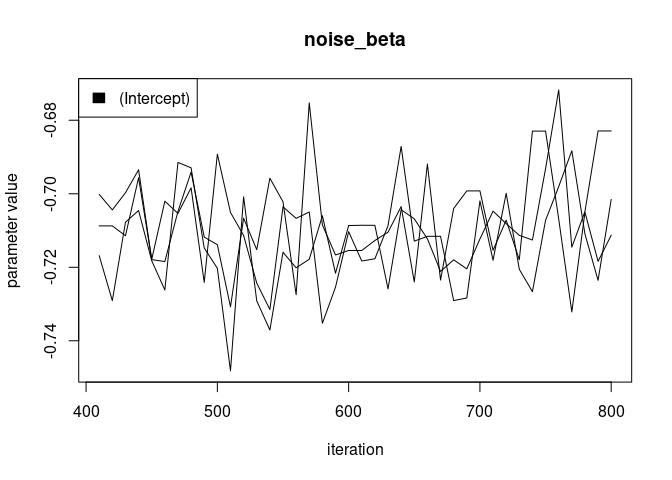 noise_beta
(Intercept)
parameter value
-0.68
-0.70
-0.72
-0.74
400 500 600 700 800
iteration